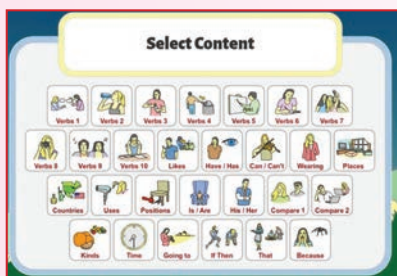 Select Content
Verbs 1 Verbs 2 Verbs 3 Verbs 4 Verbs 5 Verbs 6 Verbs 7
Verbs 8 Verbs 9 Verbs 10 Likes Have / Has Can / Can't Wearing Places
Countries Uses Positions Is / Are His / Her Compare 1 Compare 2
Kinds Time Going to If Then That Because